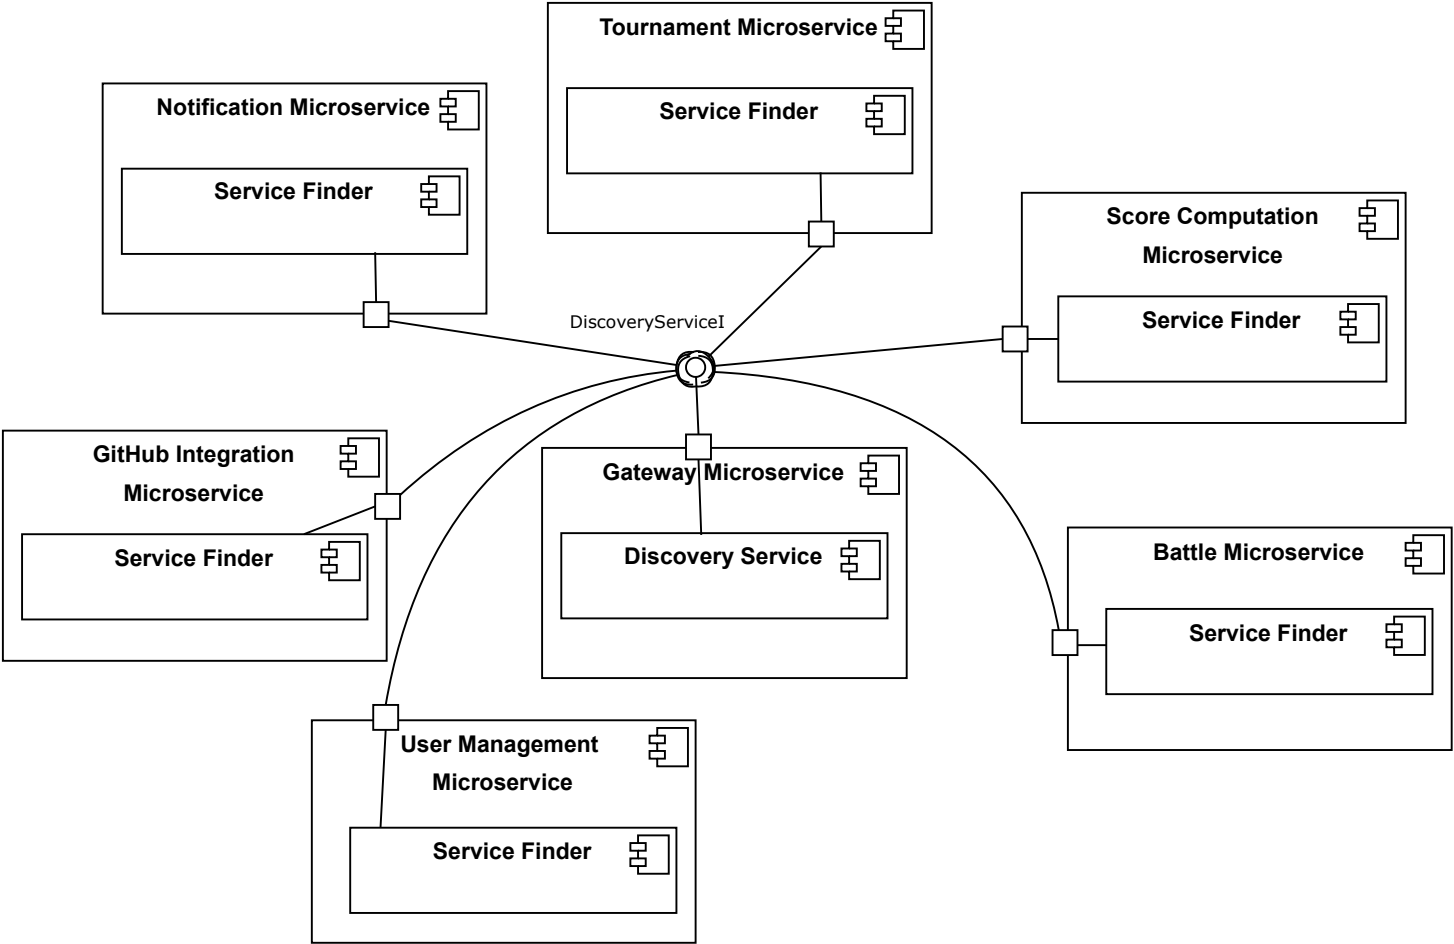 Tournament Microservice
Service Finder
Notification Microservice
Service Finder
Score Computation
Microservice
Service Finder
DiscoveryServiceI
GitHub Integration
Microservice
Service Finder
Gateway Microservice
Discovery Service
Battle Microservice
Service Finder
User Management
Microservice
Service Finder